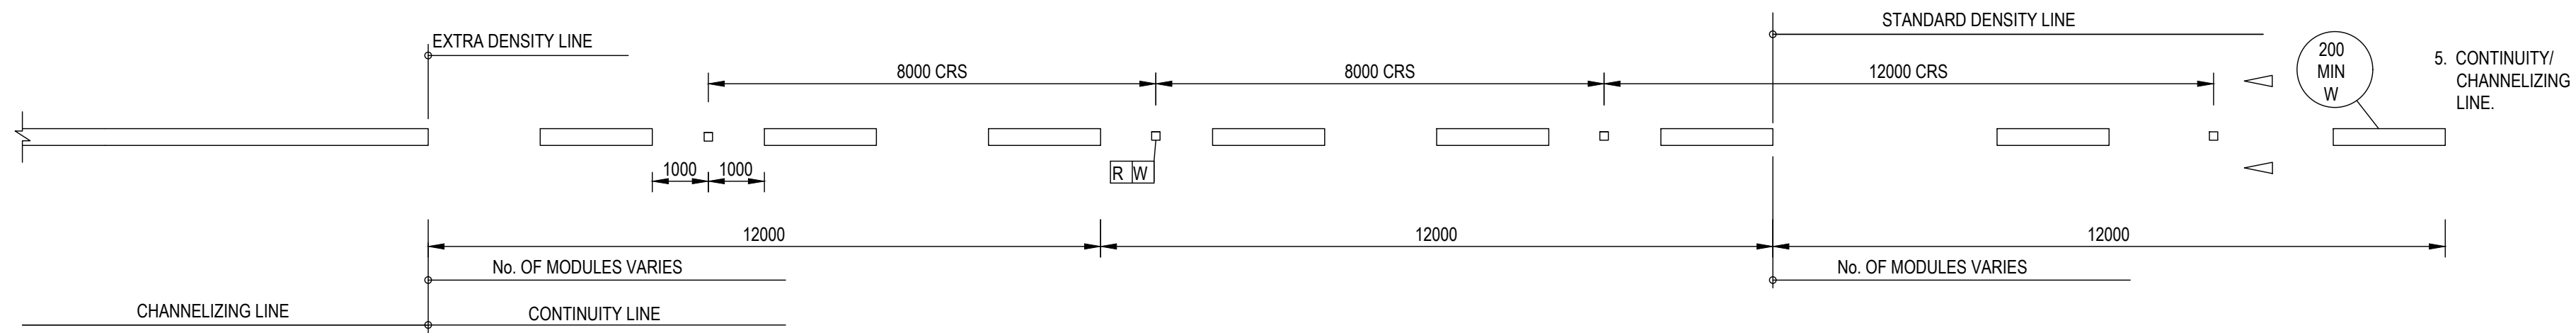 STANDARD DENSITY LINE
EXTRA DENSITY LINE
8000 CRS
8000 CRS
12000 CRS
200
MIN
W
5. CONTINUITY/
CHANNELIZING
LINE.
1000
1000
R W
12000
12000
12000
No. OF MODULES VARIES
No. OF MODULES VARIES
CHANNELIZING LINE
CONTINUITY LINE